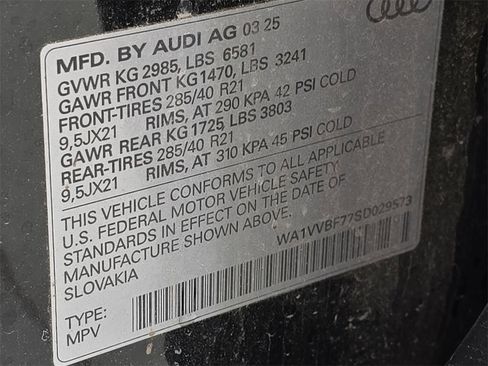 MFD. BY AUDI AG 03 25
GVWR KG 2985, LBS 6581
GAWR FRONT KG1470, LBS 3241
FRONT-TIRES 285/40 R21
9,5JX21 RIMS, AT 290 KPA 42 PSI COLD
GAWR REAR KG 1725, LBS 3803
REAR-TIRES 285/40 R21
9,5JX21 RIMS, AT 310 KPA 45 PSI COLD
THIS VEHICLE CONFORMS TO ALL APPLICABLE
U.S. FEDERAL MOTOR VEHICLE SAFETY
STANDARDS IN EFFECT ON THE DATE OF
MANUFACTURE SHOWN ABOVE.
SLOVAKIA WA1VVBF77SD029573
TYPE:
MPV